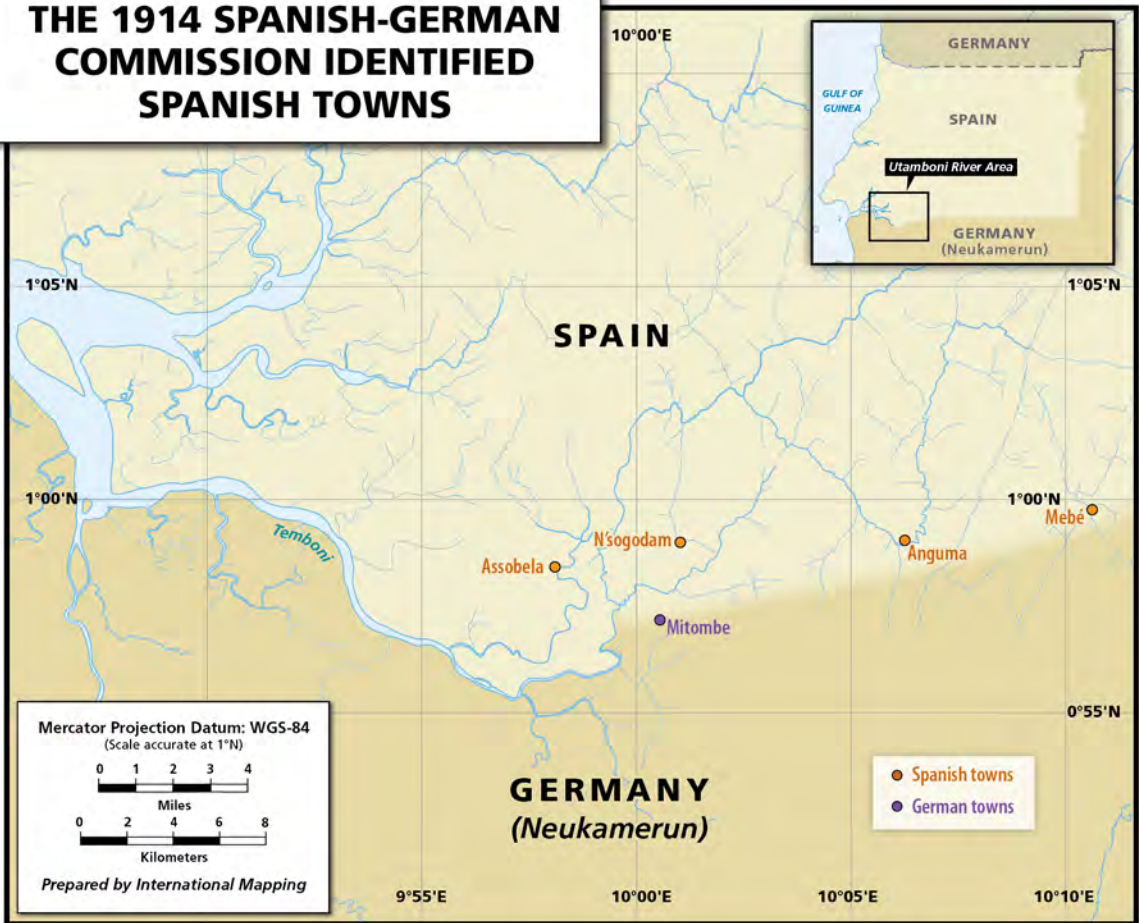 THE 1914 SPANISH-GERMAN
COMMISSION IDENTIFIED
SPANISH TOWNS
10°00'E
GERMANY
GULF OF
GUINEA
SPAIN
Utamboni River Area
GERMANY
(Neukamerun)
1°05'N
1°05'N
SPAIN
1°00'N
1°00'N
Mebé
Temboni
N'sogodam
Anguma
Assobela
Mitombe
0°55'N
Mercator Projection Datum: WGS-84
(Scale accurate at 1°N)
0 1 2 3 4
Miles
0 2 4 6 8
Kilometers
Prepared by International Mapping
GERMANY
(Neukamerun)
Spanish towns
German towns
9°55'E
10°00'E
10°05'E
10°10'E